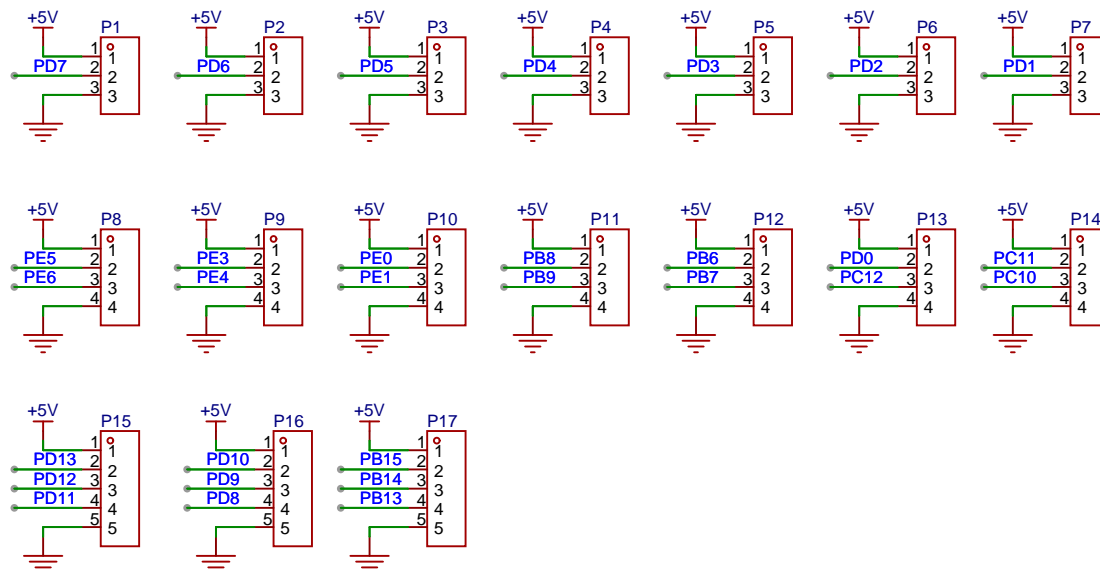 +5V +5V +5V +5V +5V +5V +5V
P1 P2 P3 P4 P5 P6 P7
1 1 1 1 1 1 1
1 1 1 1 1 1 1
PD7 2 PD6 2 PD5 2 PD4 2 PD3 2 PD2 2 PD1 2
2 2 2 2 2 2 2
3 3 3 3 3 3 3
3 3 3 3 3 3 3
+5V +5V +5V +5V +5V +5V +5V
P8 P9 P10 P11 P12 P13 P14
1 1 1 1 1 1 1
1 1 1 1 1 1 1
PE5 2 PE3 2 PE0 2 PB8 2 PB6 2 PD0 2 PC11 2
2 2 2 2 2 2 2
PE6 3 PE4 3 PE1 3 PB9 3 PB7 3 PC12 3 PC10 3
3 3 3 3 3 3 3
4 4 4 4 4 4 4
4 4 4 4 4 4 4
+5V +5V +5V
P15 P16 P17
1 1 1
1 1 1
PD13 2 PD10 2 PB15 2
2 2 2
PD12 3 PD9 3 PB14 3
3 3 3
PD11 4 PD8 4 PB13 4
4 4 4
5 5 5
5 5 5